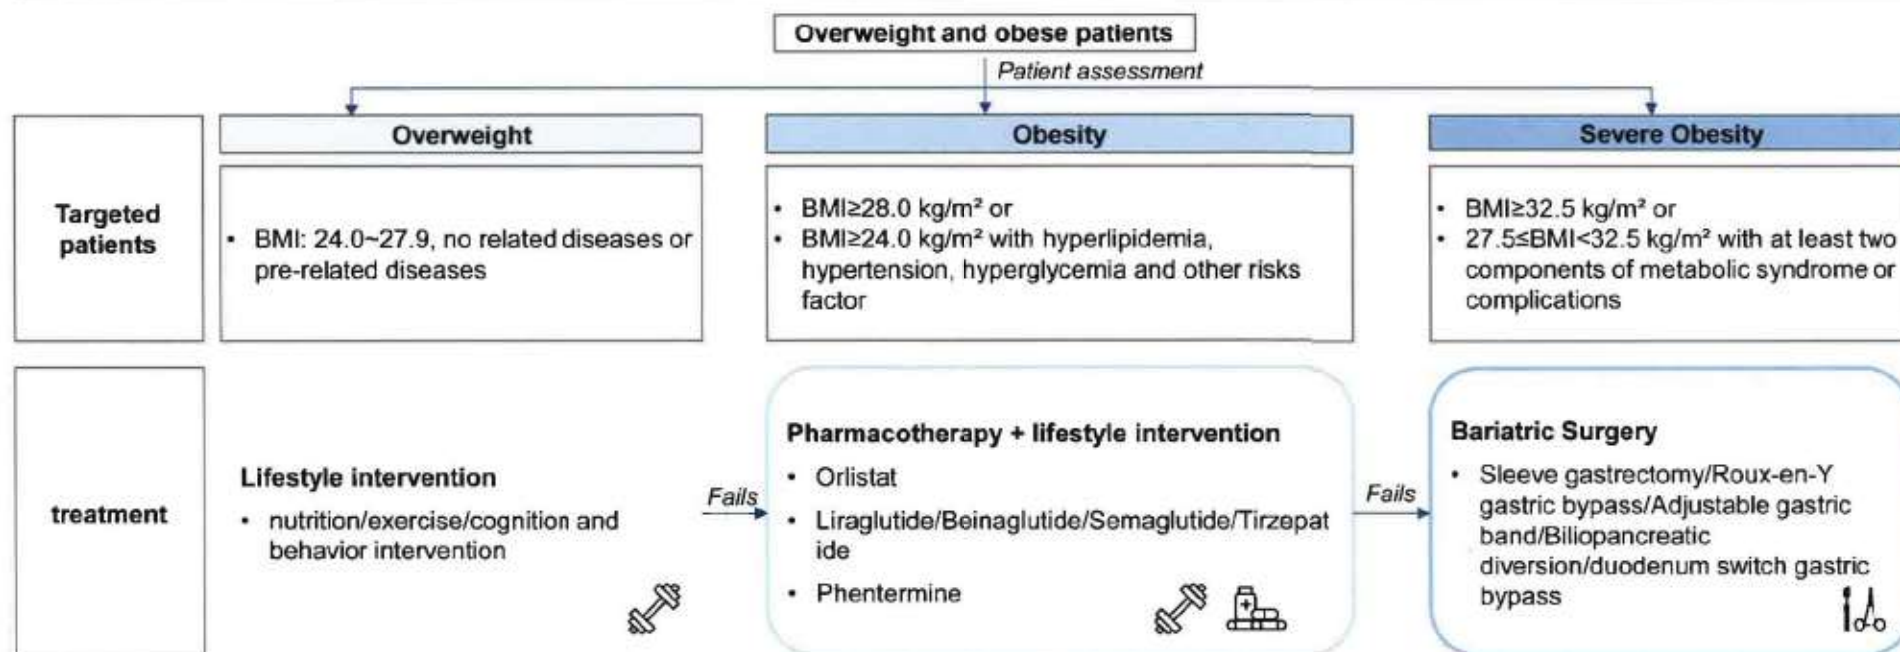 Overweight and obese patients
Patient assessment
Overweight
Obesity
Severe Obesity
Targeted
patients
• BMI: 24.0~27.9, no related diseases or
pre-related diseases
• BMI≥28.0 kg/m² or
• BMI≥24.0 kg/m² with hyperlipidemia,
hypertension, hyperglycemia and other risks
factor
• BMI≥32.5 kg/m² or
• 27.5≤BMI<32.5 kg/m² with at least two
components of metabolic syndrome or
complications
treatment
Lifestyle intervention
• nutrition/exercise/cognition and
behavior intervention
Fails
Pharmacotherapy + lifestyle intervention
• Orlistat
• Liraglutide/Beinaglutide/Semaglutide/Tirzepat
ide
• Phentermine
Fails
Bariatric Surgery
• Sleeve gastrectomy/Roux-en-Y
gastric bypass/Adjustable gastric
band/Biliopancreatic
diversion/duodenum switch gastric
bypass